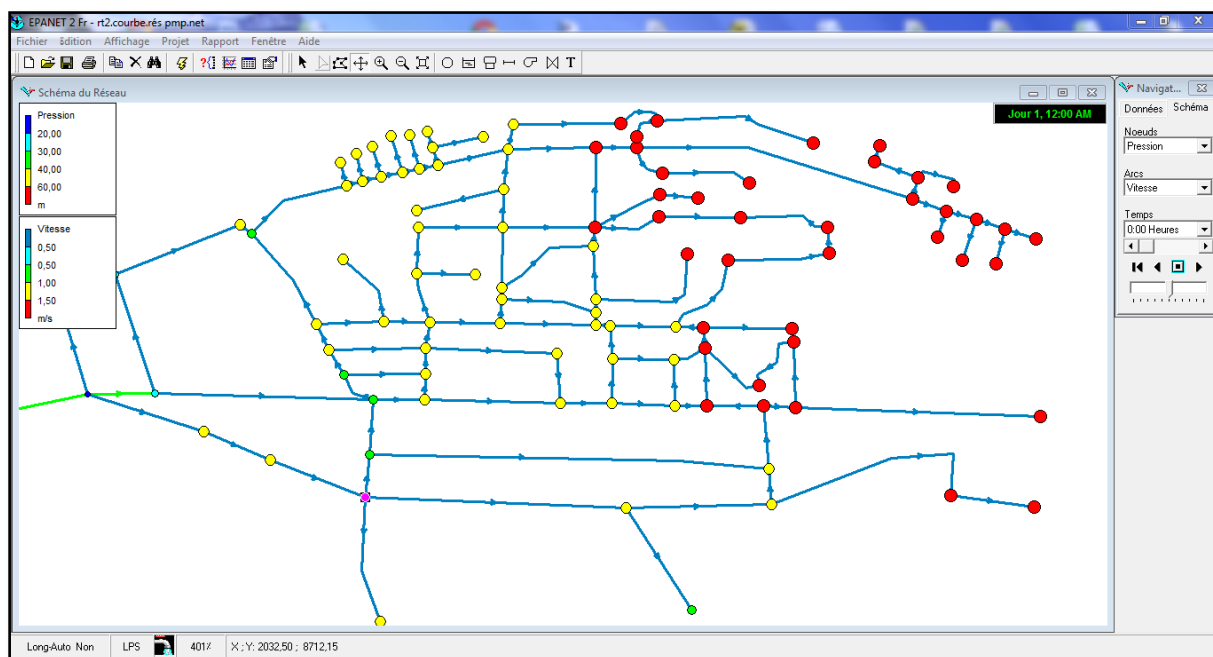 EPANET 2 Fr - rt2.courbe.rés pmp.net
Fichier Edition Affichage Projet Rapport Fenêtre Aide
Schéma du Réseau
Pression
20,00
30,00
40,00
60,00
m
Vitesse
0,50
0,50
1,00
1,50
m/s
Jour 1, 12:00 AM
Navigat...
Données Schéma
Noeuds
Pression
Arcs
Vitesse
Temps
0:00 Heures
Long-Auto Non LPS 401% X ; Y: 2032,50 ; 8712,15